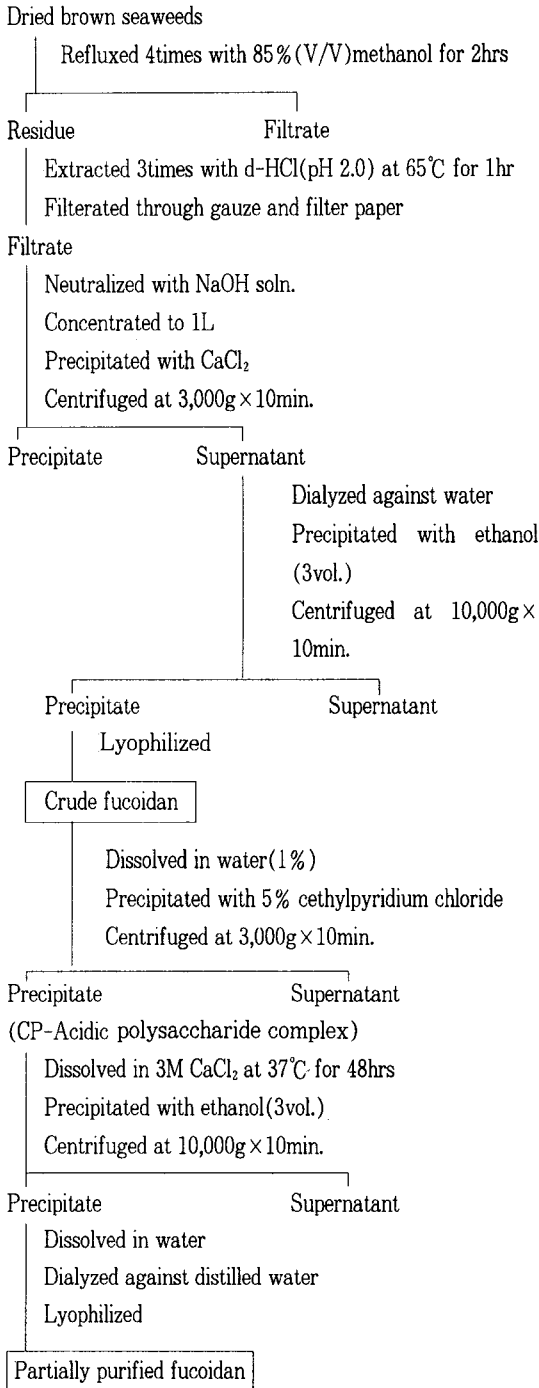 Dried brown seaweeds
Refluxed 4times with 85%(V/V)methanol for 2hrs
Residue Filtrate
Extracted 3times with d-HCl(pH 2.0) at 65℃ for 1hr
Filterated through gauze and filter paper
Filtrate
Neutralized with NaOH soln.
Concentrated to 1L
Precipitated with CaCl₂
Centrifuged at 3,000g×10min.
Precipitate Supernatant
Dialyzed against water
Precipitated with ethanol
(3vol.)
Centrifuged at 10,000g×
10min.
Precipitate Supernatant
Lyophilized
Crude fucoidan
Dissolved in water(1%)
Precipitated with 5% cethylpyridium chloride
Centrifuged at 3,000g×10min.
Precipitate Supernatant
(CP-Acidic polysaccharide complex)
Dissolved in 3M CaCl₂ at 37℃ for 48hrs
Precipitated with ethanol(3vol.)
Centrifuged at 10,000g×10min.
Precipitate Supernatant
Dissolved in water
Dialyzed against distilled water
Lyophilized
Partially purified fucoidan